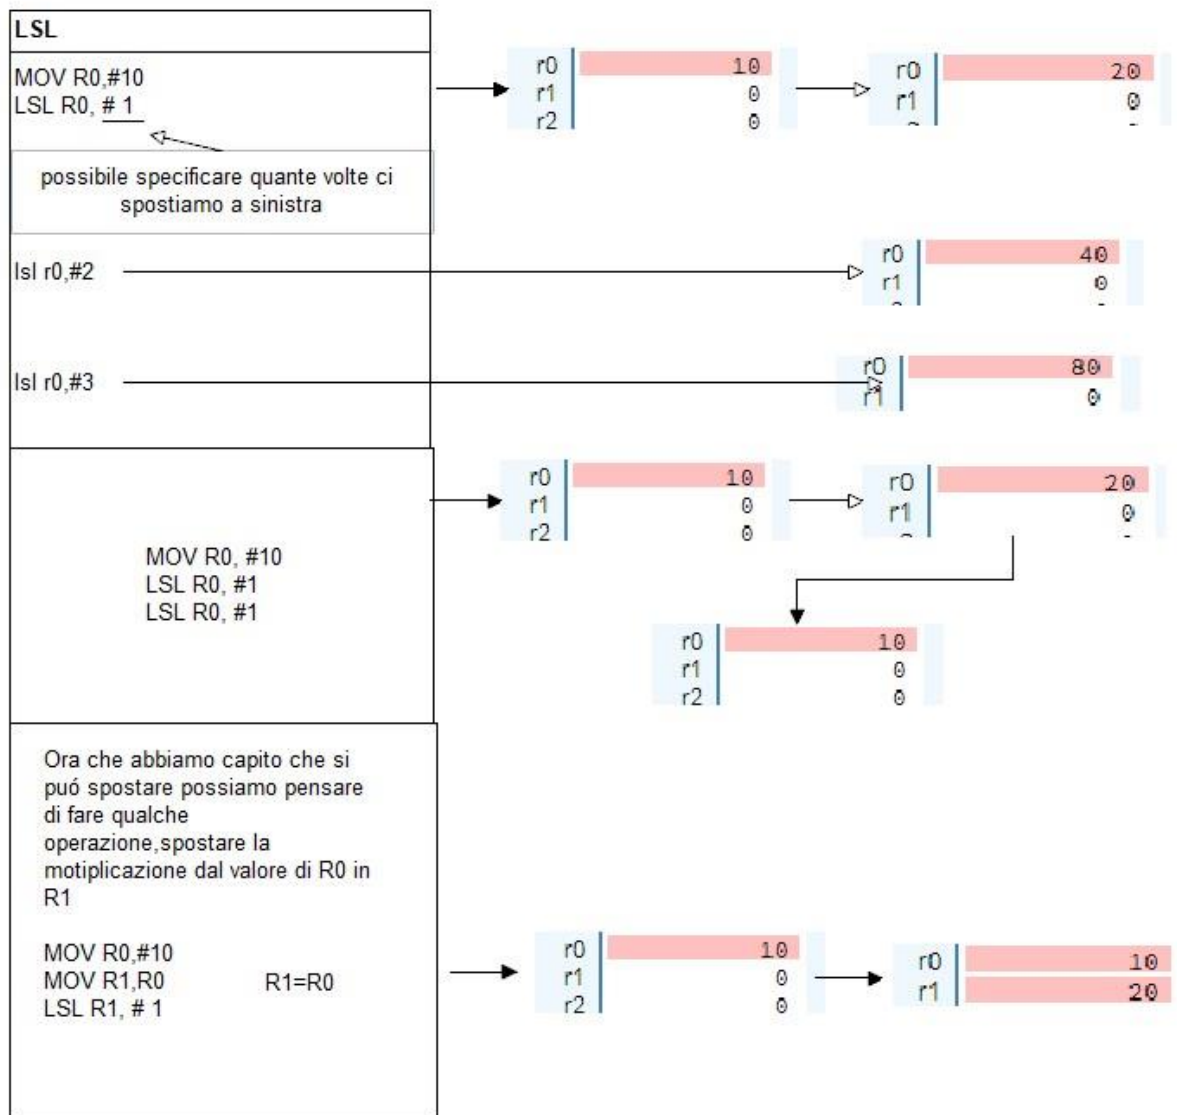 LSL
MOV R0,#10
LSL R0, # 1
r0 10
r1 0
r2 0
r0 20
r1 0
possibile specificare quante volte ci
spostiamo a sinistra
lsl r0,#2
r0 40
r1 0
lsl r0,#3
r0 80
r1 0
r0 10
r1 0
r2 0
r0 20
r1 0
MOV R0, #10
LSL R0, #1
LSL R0, #1
r0 10
r1 0
r2 0
Ora che abbiamo capito che si
puó spostare possiamo pensare
di fare qualche
operazione,spostare la
motiplicazione dal valore di R0 in
R1
MOV R0,#10
MOV R1,R0 R1=R0
LSL R1, # 1
r0 10
r1 0
r2 0
r0 10
r1 20